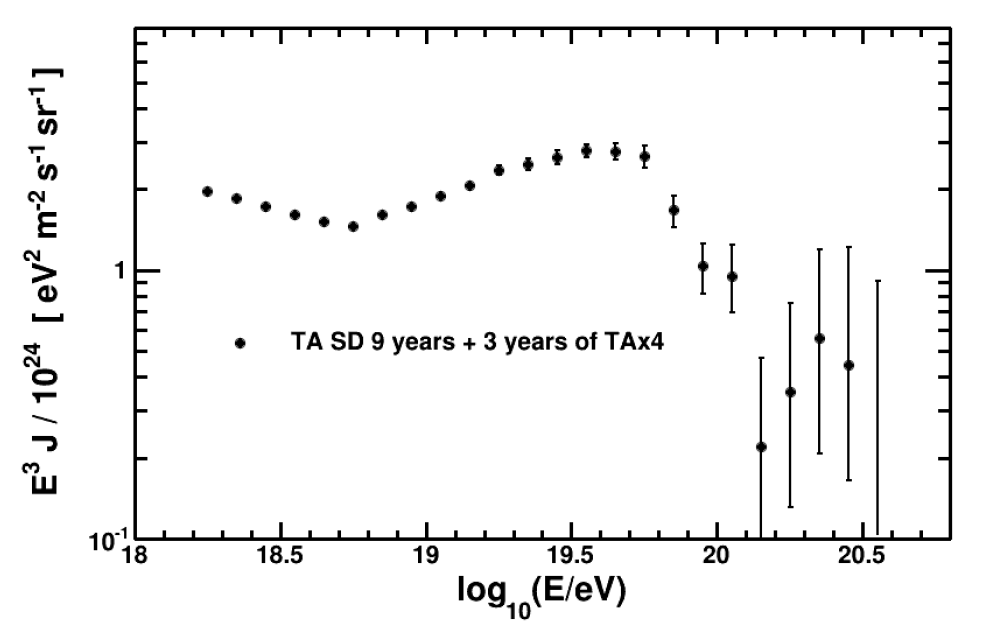 E³ J / 10²⁴ [ eV² m⁻² s⁻¹ sr⁻¹ ]
1
10⁻¹
TA SD 9 years + 3 years of TAx4
18 18.5 19 19.5 20 20.5
log₁₀(E/eV)